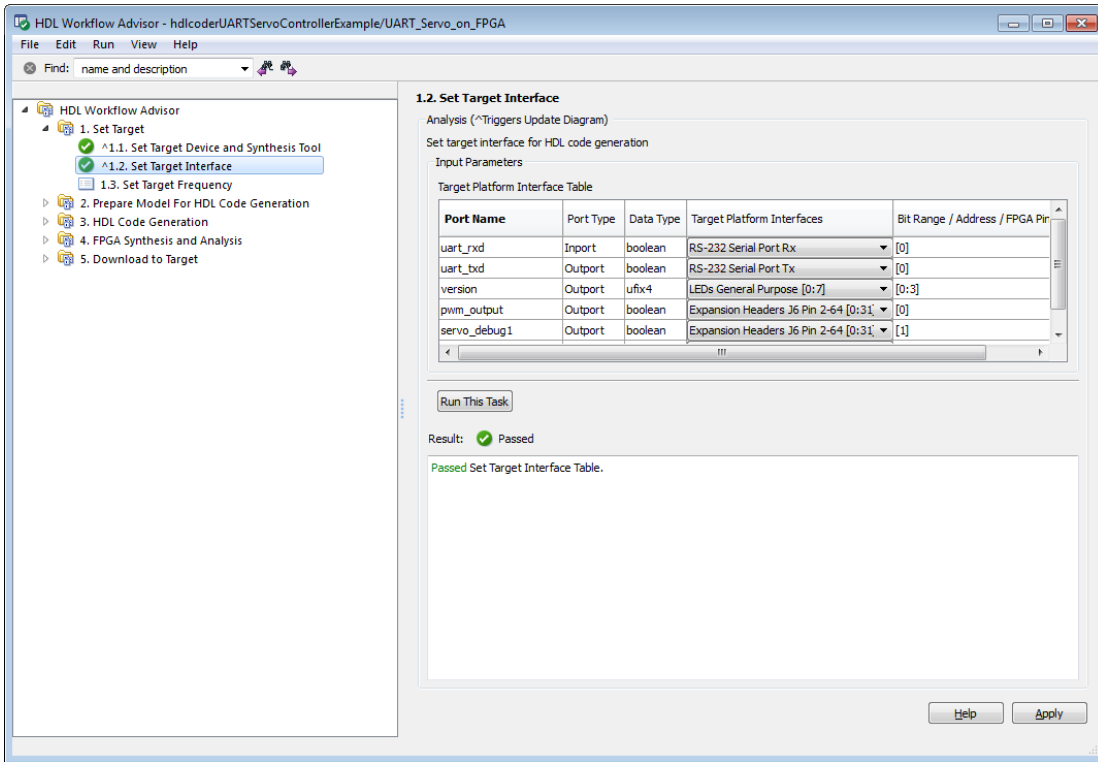 HDL Workflow Advisor - hdlcoderUARTServoControllerExample/UART_Servo_on_FPGA
File Edit Run View Help
Find: name and description
HDL Workflow Advisor
1. Set Target
^1.1. Set Target Device and Synthesis Tool
^1.2. Set Target Interface
1.3. Set Target Frequency
2. Prepare Model For HDL Code Generation
3. HDL Code Generation
4. FPGA Synthesis and Analysis
5. Download to Target
1.2. Set Target Interface
Analysis (^Triggers Update Diagram)
Set target interface for HDL code generation
Input Parameters
Target Platform Interface Table
Port Name Port Type Data Type Target Platform Interfaces Bit Range / Address / FPGA Pin
uart_rxd Inport boolean RS-232 Serial Port Rx [0]
uart_txd Outport boolean RS-232 Serial Port Tx [0]
version Outport ufix4 LEDs General Purpose [0:7] [0:3]
pwm_output Outport boolean Expansion Headers J6 Pin 2-64 [0:31] [0]
servo_debug1 Outport boolean Expansion Headers J6 Pin 2-64 [0:31] [1]
Run This Task
Result: Passed
Passed Set Target Interface Table.
Help Apply